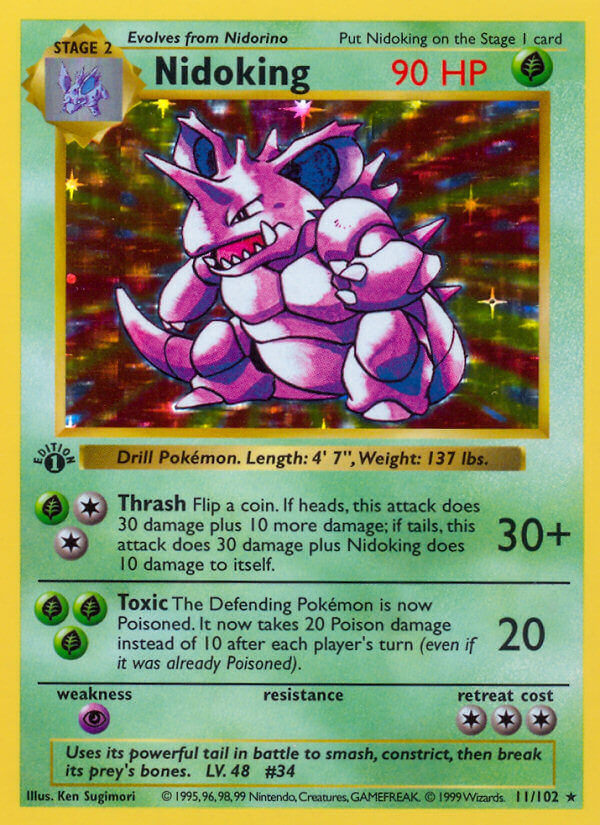 STAGE 2
Evolves from Nidorino
Put Nidoking on the Stage 1 card
Nidoking
90 HP
EDITION
1
Drill Pokémon. Length: 4' 7", Weight: 137 lbs.
Thrash Flip a coin. If heads, this attack does
30 damage plus 10 more damage; if tails, this
attack does 30 damage plus Nidoking does
10 damage to itself.
30+
Toxic The Defending Pokémon is now
Poisoned. It now takes 20 Poison damage
instead of 10 after each player's turn (even if
it was already Poisoned).
20
weakness
resistance
retreat cost
Uses its powerful tail in battle to smash, constrict, then break
its prey's bones. LV. 48 #34
Illus. Ken Sugimori
© 1995, 96, 98, 99 Nintendo, Creatures, GAMEFREAK. © 1999 Wizards.
11/102 ★